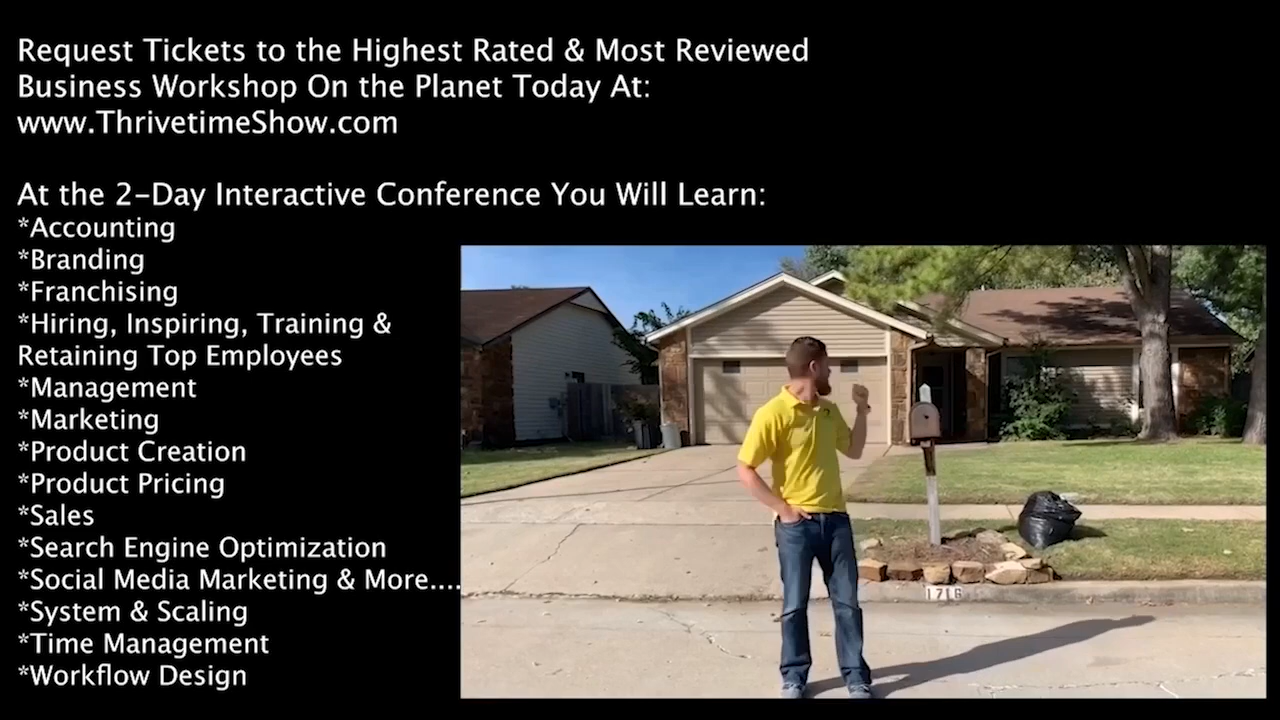 Request Tickets to the Highest Rated & Most Reviewed
Business Workshop On the Planet Today At:
www.ThrivetimeShow.com
At the 2-Day Interactive Conference You Will Learn:
*Accounting
*Branding
*Franchising
*Hiring, Inspiring, Training &
Retaining Top Employees
*Management
*Marketing
*Product Creation
*Product Pricing
*Sales
*Search Engine Optimization
*Social Media Marketing & More....
*System & Scaling
*Time Management
*Workflow Design
1716